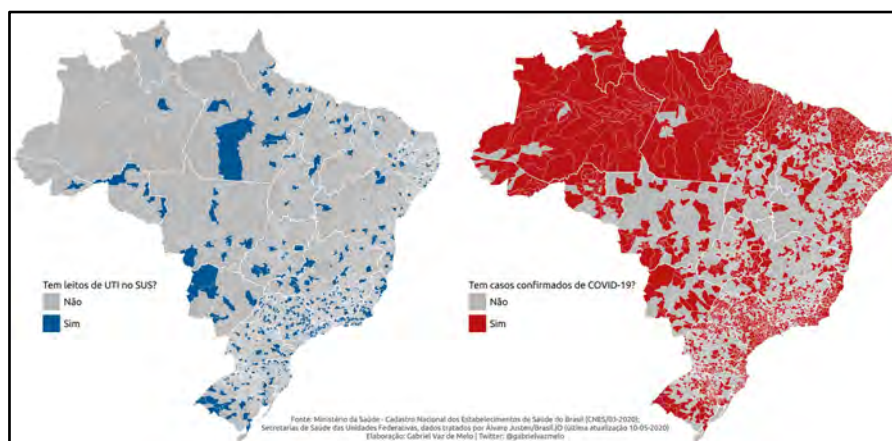 Tem leitos de UTI no SUS?
Não
Sim
Tem casos confirmados de COVID-19?
Não
Sim
Fonte: Ministério da Saúde - Cadastro Nacional dos Estabelecimentos de Saúde do Brasil (CNES/03-2020);
Secretarias de Saúde das Unidades Federativas, dados tratados por Álvaro Justen/Brasil.IO (última atualização 10-05-2020)
Elaboração: Gabriel Vaz de Melo | Twitter: @gabrielvazmelo